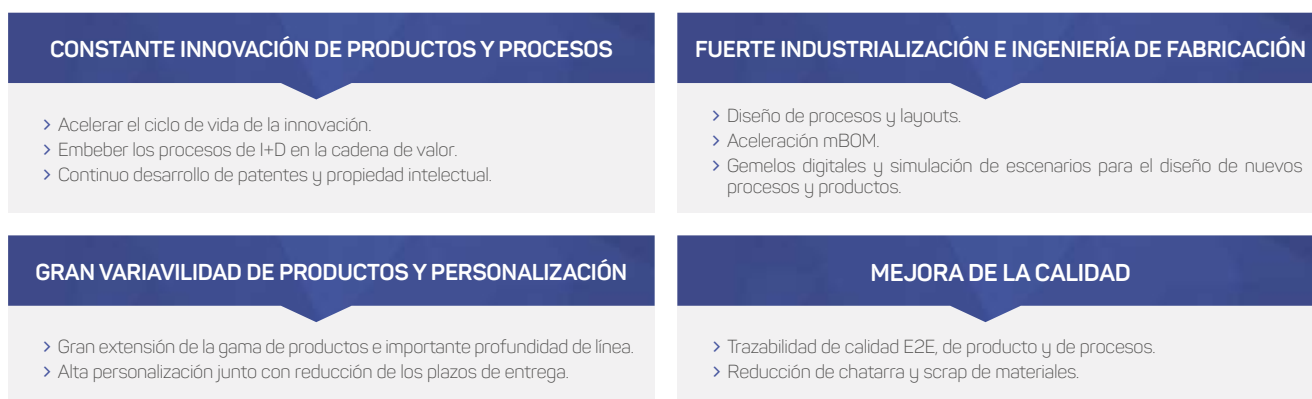 CONSTANTE INNOVACIÓN DE PRODUCTOS Y PROCESOS
> Acelerar el ciclo de vida de la innovación.
> Embeber los procesos de I+D en la cadena de valor.
> Continuo desarrollo de patentes y propiedad intelectual.
FUERTE INDUSTRIALIZACIÓN E INGENIERÍA DE FABRICACIÓN
> Diseño de procesos y layouts.
> Aceleración mBOM.
> Gemelos digitales y simulación de escenarios para el diseño de nuevos
procesos y productos.
GRAN VARIAVILIDAD DE PRODUCTOS Y PERSONALIZACIÓN
> Gran extensión de la gama de productos e importante profundidad de línea.
> Alta personalización junto con reducción de los plazos de entrega.
MEJORA DE LA CALIDAD
> Trazabilidad de calidad E2E, de producto y de procesos.
> Reducción de chatarra y scrap de materiales.